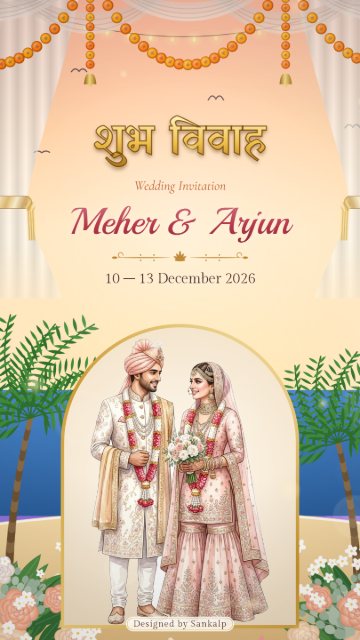 शुभ विवाह
Wedding Invitation
Meher & Arjun
10 — 13 December 2026
Designed by Sankalp